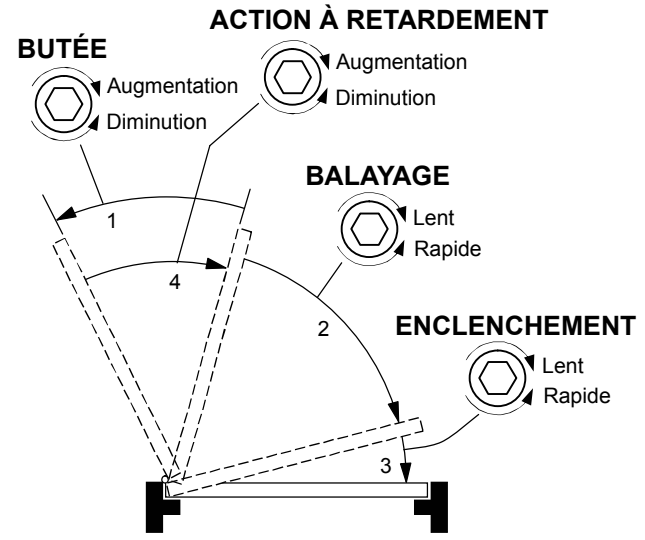 ACTION À RETARDEMENT
Augmentation
Diminution
BUTÉE
Augmentation
Diminution
BALAYAGE
Lent
Rapide
ENCLENCHEMENT
Lent
Rapide
1
4
2
3